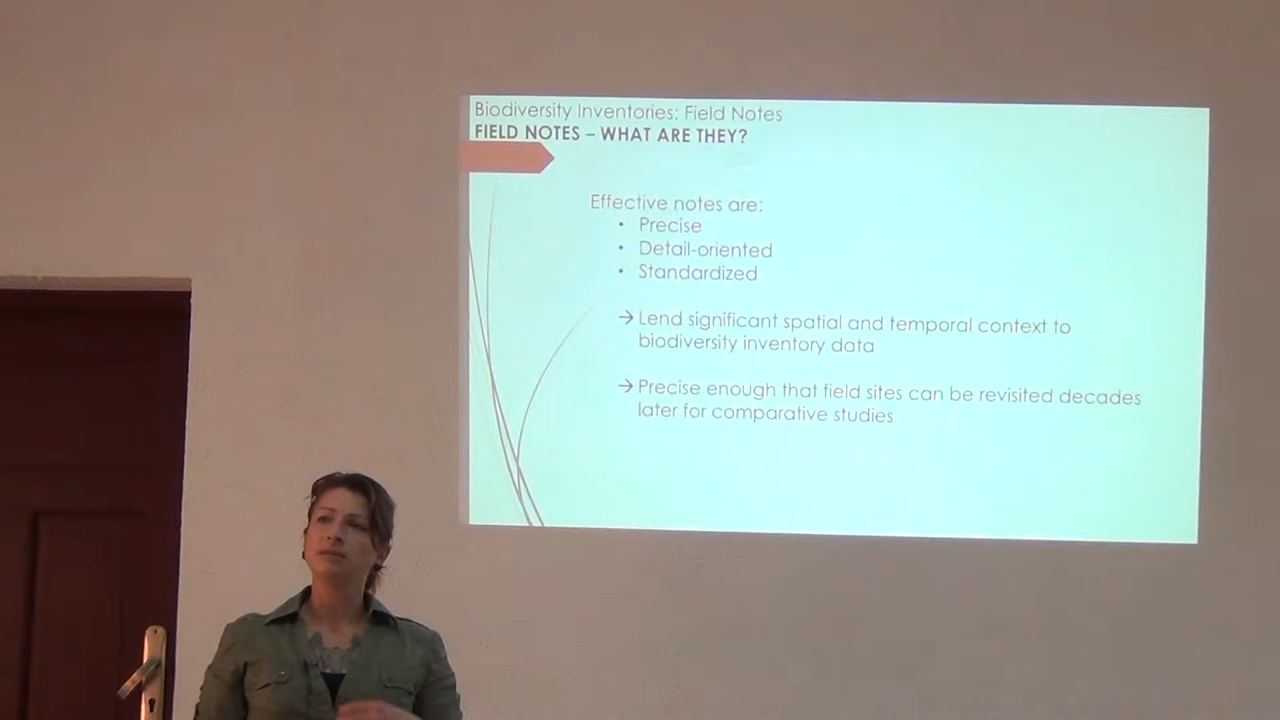 Biodiversity Inventories: Field Notes
FIELD NOTES – WHAT ARE THEY?
Effective notes are:
• Precise
• Detail-oriented
• Standardized
→ Lend significant spatial and temporal context to
biodiversity inventory data
→ Precise enough that field sites can be revisited decades
later for comparative studies